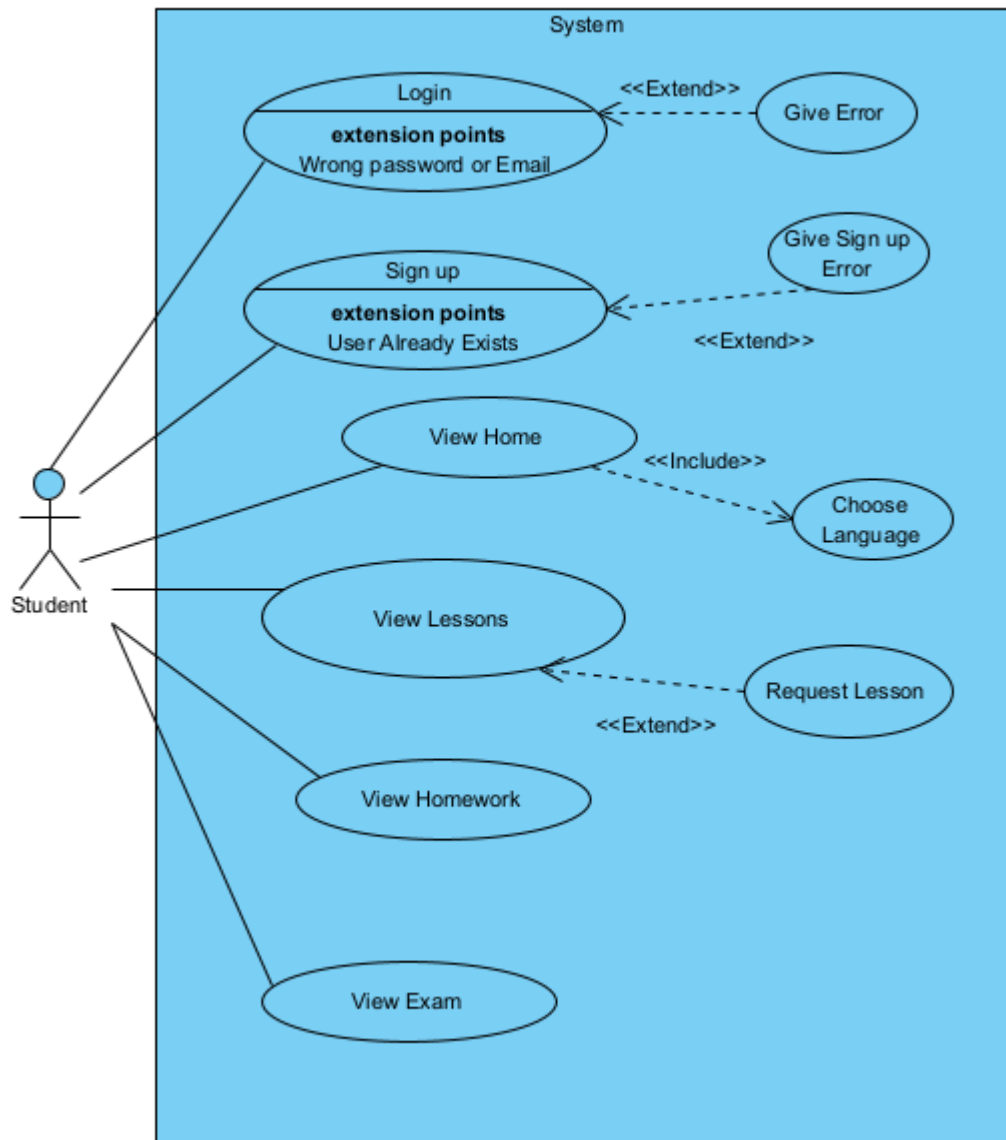 System
Login
extension points
Wrong password or Email
<<Extend>>
Give Error
Sign up
extension points
User Already Exists
Give Sign up
Error
<<Extend>>
View Home
<<Include>>
Choose
Language
Student
View Lessons
Request Lesson
<<Extend>>
View Homework
View Exam